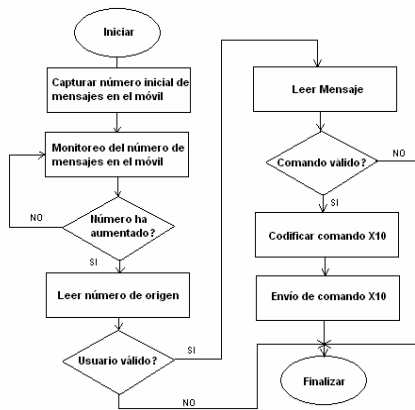 Iniciar
Capturar número inicial de
mensajes en el móvil
Monitoreo del número de
mensajes en el móvil
Número ha
aumentado?
NO
SI
Leer número de origen
Usuario válido?
SI
NO
Leer Mensaje
Comando válido?
NO
SI
Codificar comando X10
Envío de comando X10
Finalizar